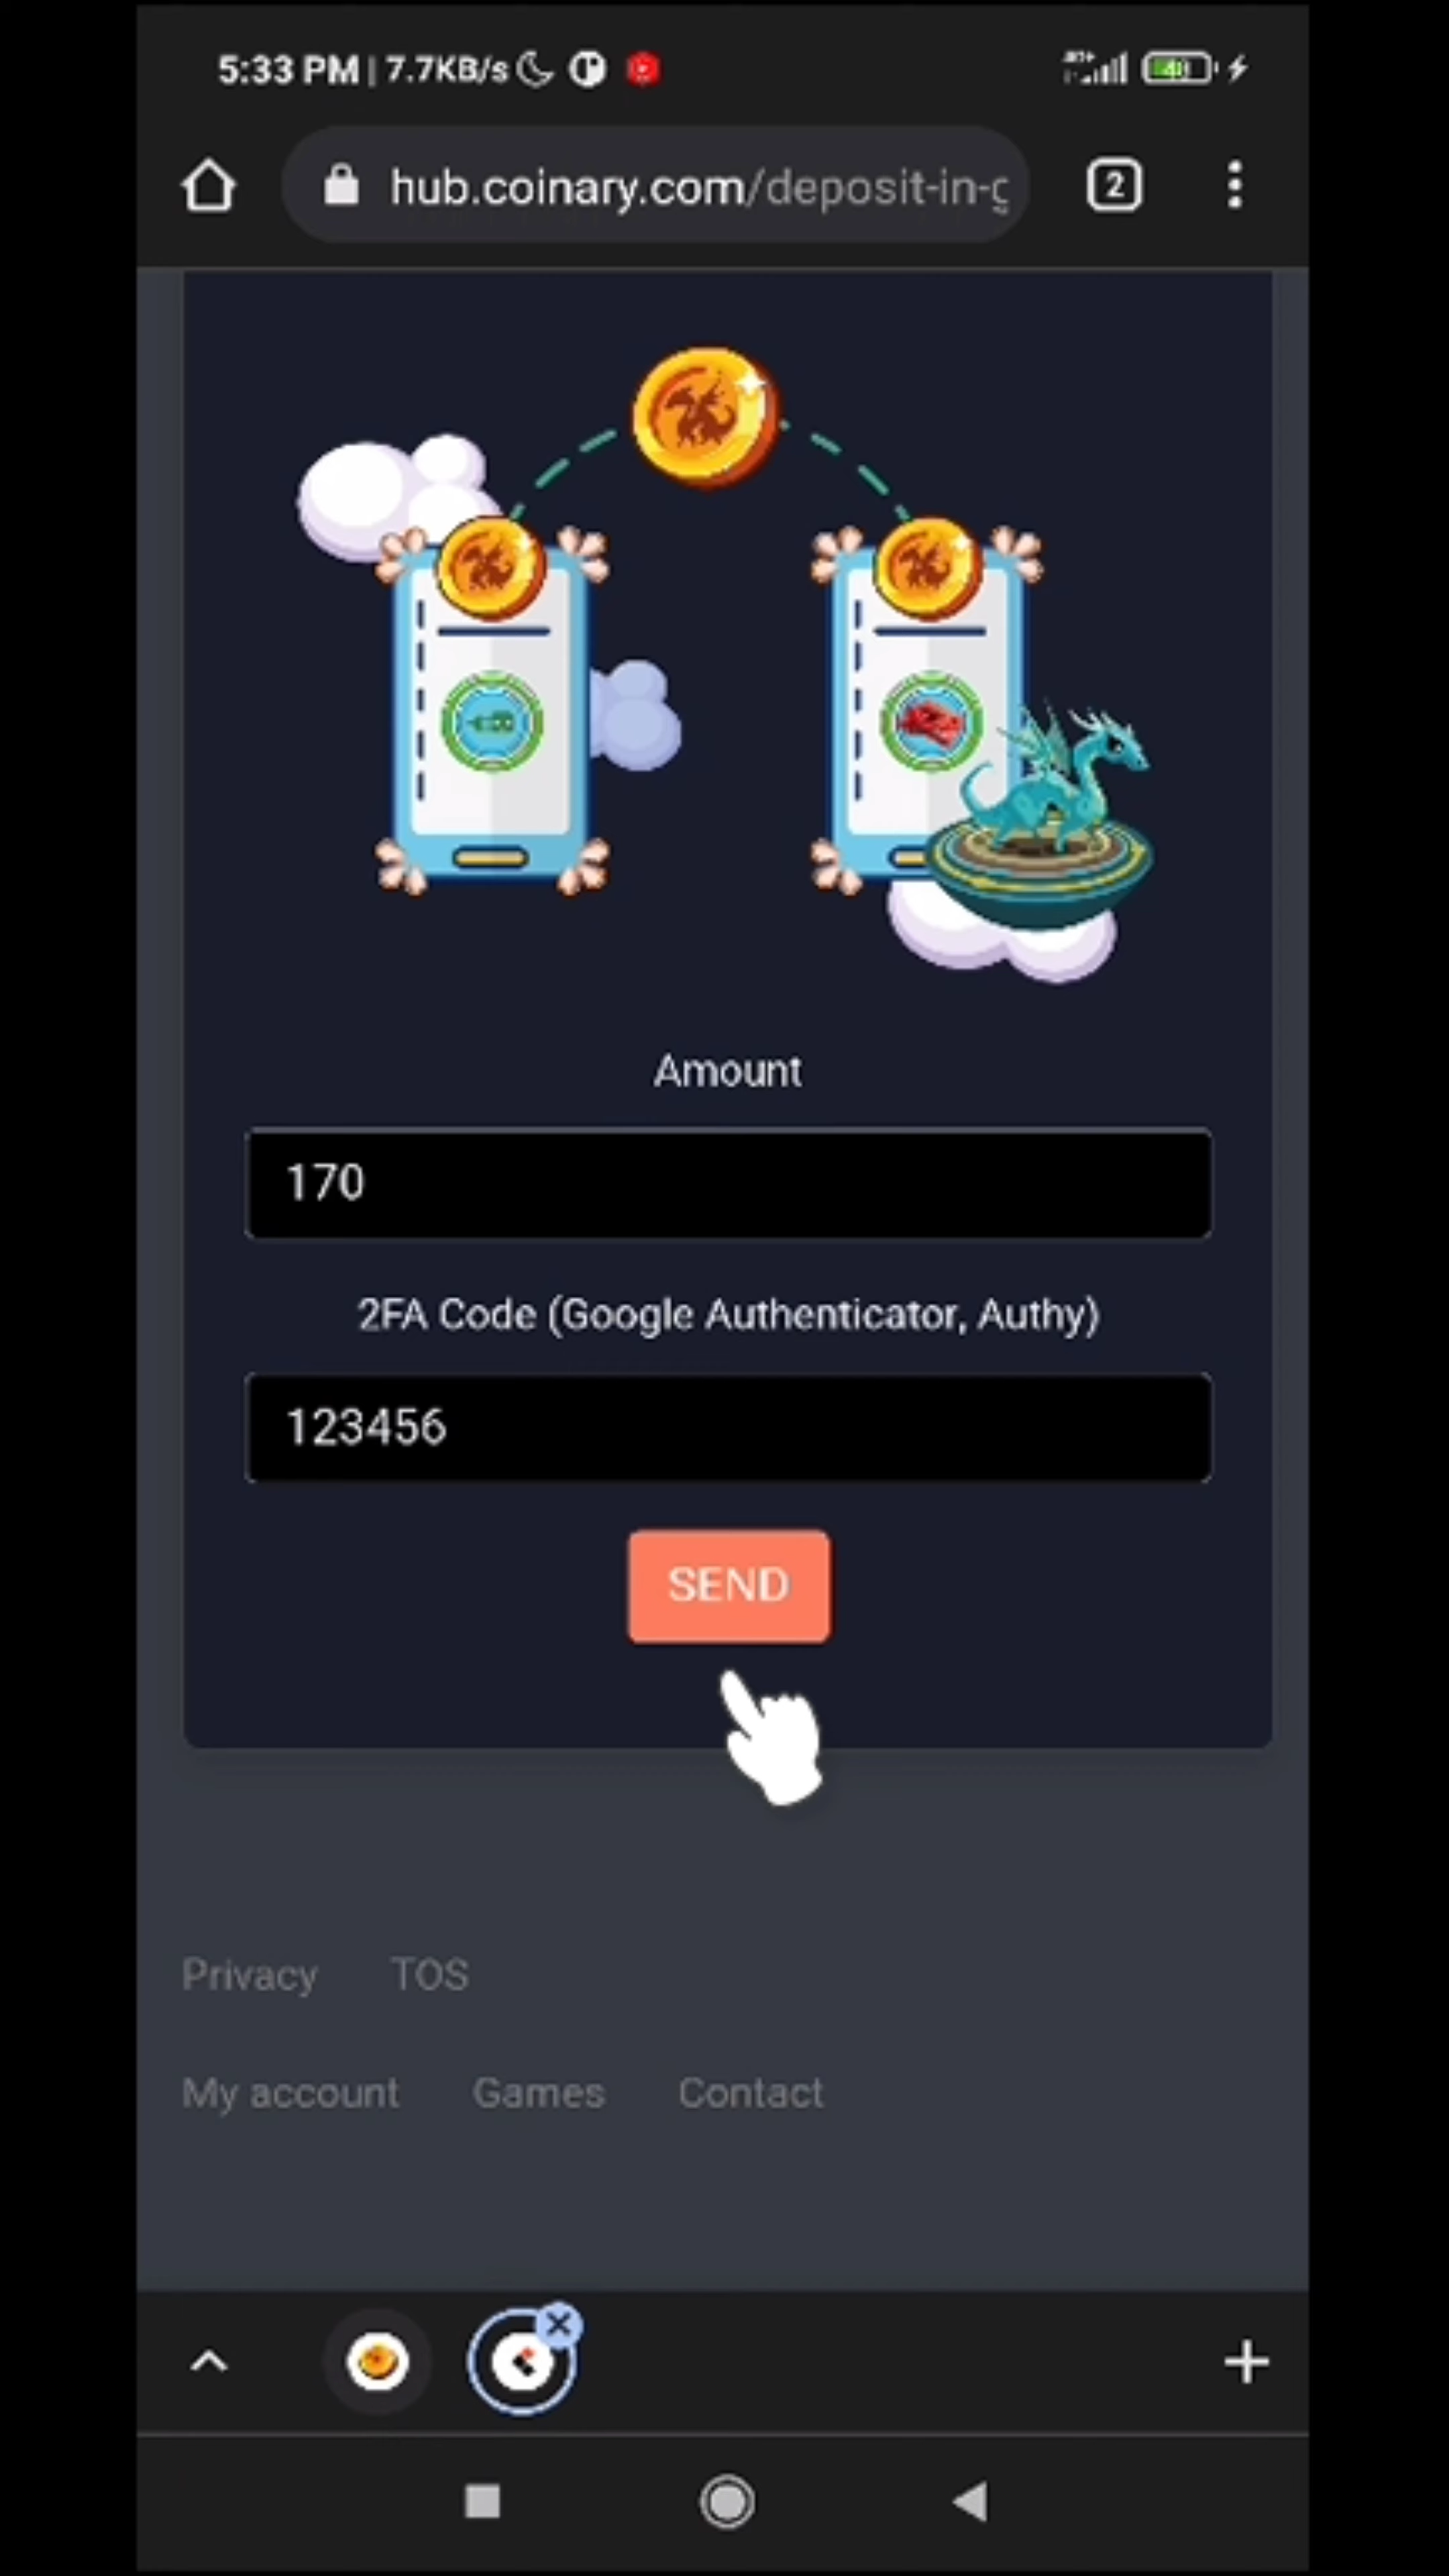 5:33 PM | 7.7KB/s
hub.coinary.com/deposit-in-g
2
Amount
170
2FA Code (Google Authenticator, Authy)
123456
SEND
Privacy TOS
My account Games Contact